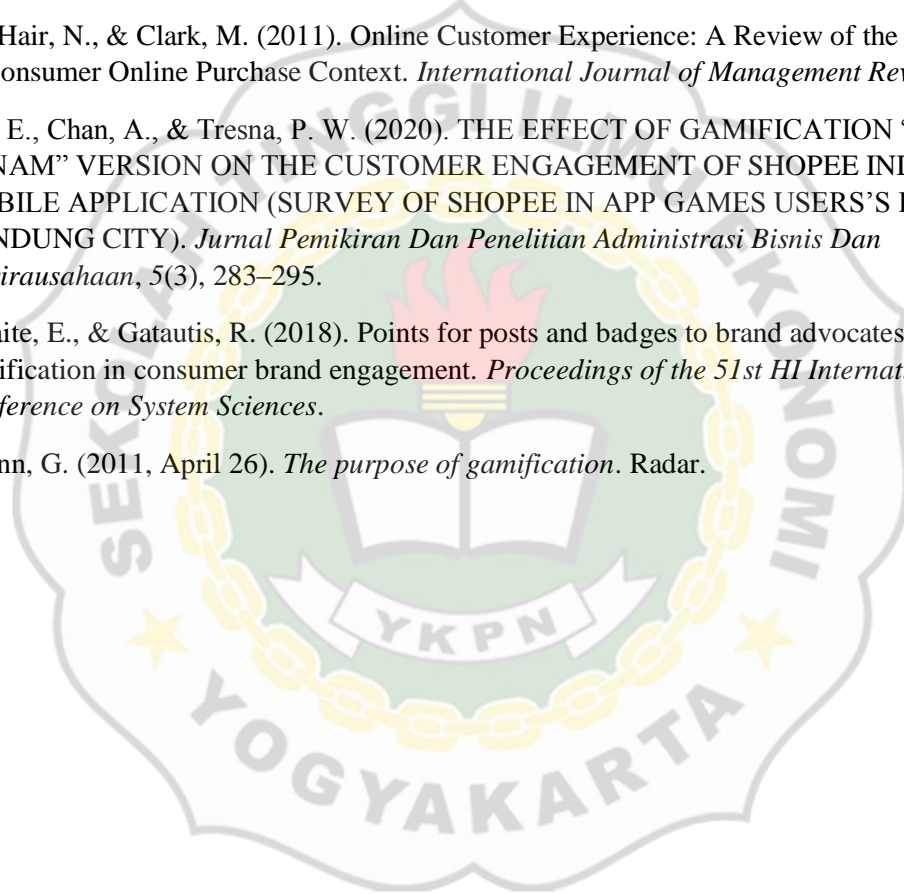 Hair, N., & Clark, M. (2011). Online Customer Experience: A Review of the
onsumer Online Purchase Context. International Journal of Management Rev
E., Chan, A., & Tresna, P. W. (2020). THE EFFECT OF GAMIFICATION “
NAM” VERSION ON THE CUSTOMER ENGAGEMENT OF SHOPEE IND
BILE APPLICATION (SURVEY OF SHOPEE IN APP GAMES USERS’S I
NDUNG CITY). Jurnal Pemikiran Dan Penelitian Administrasi Bisnis Dan
irausahaan, 5(3), 283–295.
aite, E., & Gatautis, R. (2018). Points for posts and badges to brand advocates
ification in consumer brand engagement. Proceedings of the 51st HI Internat
ference on System Sciences.
nn, G. (2011, April 26). The purpose of gamification. Radar.
SEKOLAH TINGGI ILMU EKONOMI
YKPN
YOGYAKARTA